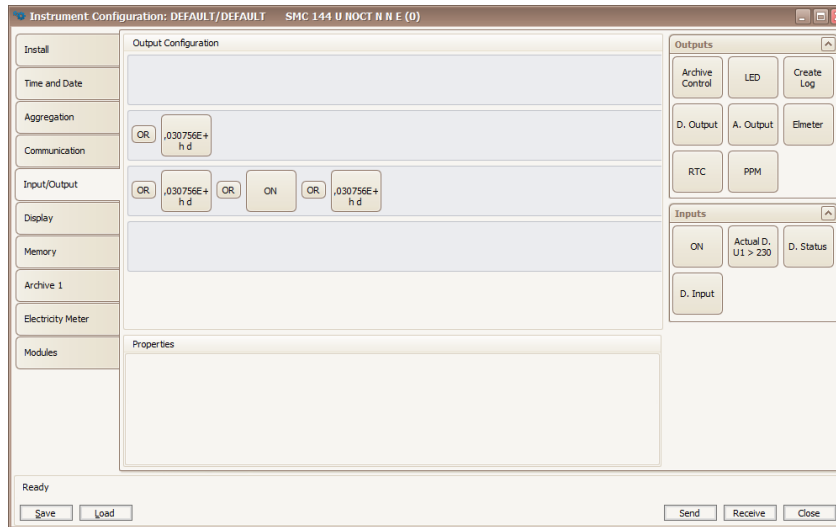 Instrument Configuration: DEFAULT/DEFAULT SMC 144 U NOCT N N E (0)
Install
Time and Date
Aggregation
Communication
Input/Output
Display
Memory
Archive 1
Electricity Meter
Modules
Output Configuration
OR
,030756E+
h d
OR
,030756E+
h d
OR
ON
OR
,030756E+
h d
Properties
Outputs
Archive
Control
LED
Create
Log
D. Output
A. Output
Elmeter
RTC
PPM
Inputs
ON
Actual D.
U1 > 230
D. Status
D. Input
Ready
Save
Load
Send
Receive
Close